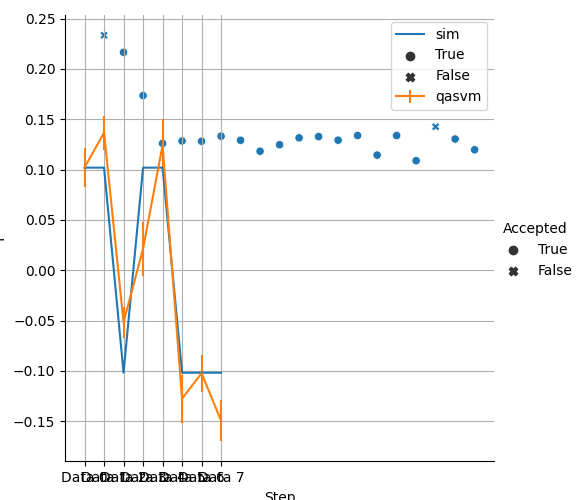 0.25
0.20
0.15
0.10
0.05
0.00
−0.05
−0.10
−0.15
sim
True
False
qasvm
Accepted
True
False
Data 7
Step